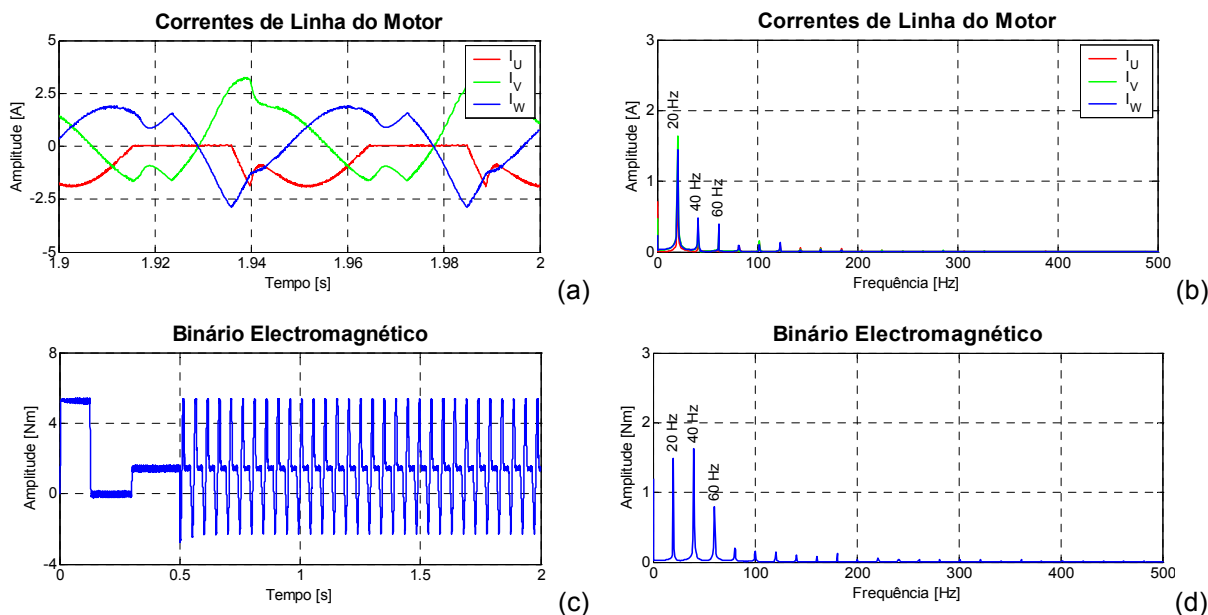 Correntes de Linha do Motor
Amplitude [A]
5
2.5
0
-2.5
-5
I_U
I_V
I_W
1.9
1.92
1.94
1.96
1.98
2
Tempo [s]
(a)
Correntes de Linha do Motor
Amplitude [A]
3
2
1
0
20 Hz
40 Hz
60 Hz
I_U
I_V
I_W
0
100
200
300
400
500
Frequência [Hz]
(b)
Binário Electromagnético
Amplitude [Nm]
8
4
0
-4
0
0.5
1
1.5
2
Tempo [s]
(c)
Binário Electromagnético
Amplitude [Nm]
3
2
1
0
20 Hz
40 Hz
60 Hz
0
100
200
300
400
500
Frequência [Hz]
(d)